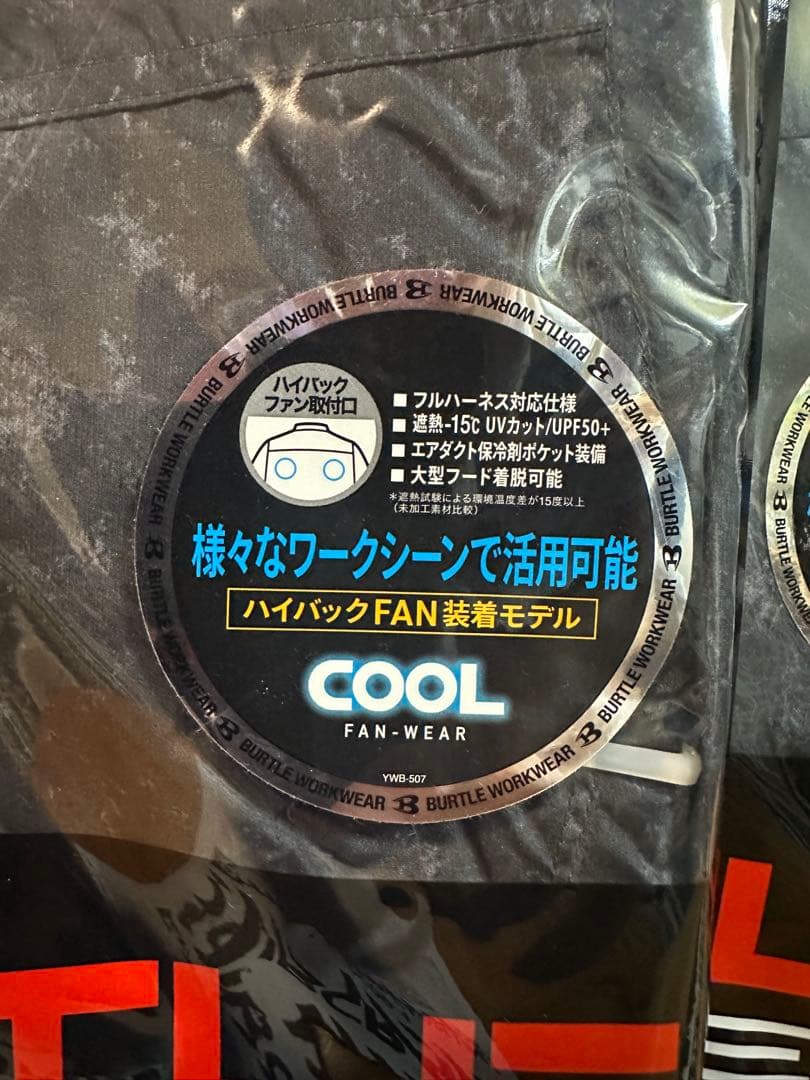 BURTLE WORKWEAR B BURTLE WORKWEAR B BURTLE WORKWEAR B BURTLE WORKWEAR B BURTLE WORKWEAR B BURTLE WORKWEAR B BURTLE WORKWEAR B BURTLE WORKWEAR B
ハイバック
ファン取付口
■ フルハーネス対応仕様
■ 遮熱-15℃ UVカット/UPF50+
■ エアダクト保冷剤ポケット装備
■ 大型フード着脱可能
＊遮熱試験による環境温度差が15度以上
（未加工素材比較）
様々なワークシーンで活用可能
ハイバックFAN装着モデル
COOL
FAN-WEAR
YWB-507